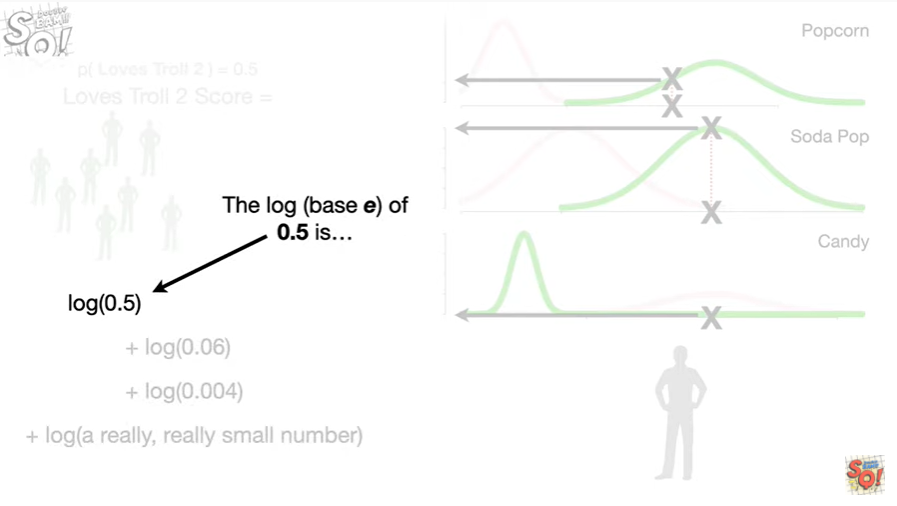 p( Loves Troll 2 ) = 0.5
Loves Troll 2 Score =
The log (base e) of
0.5 is...
log(0.5)
+ log(0.06)
+ log(0.004)
+ log(a really, really small number)
Popcorn
X
X
Soda Pop
X
X
Candy
X